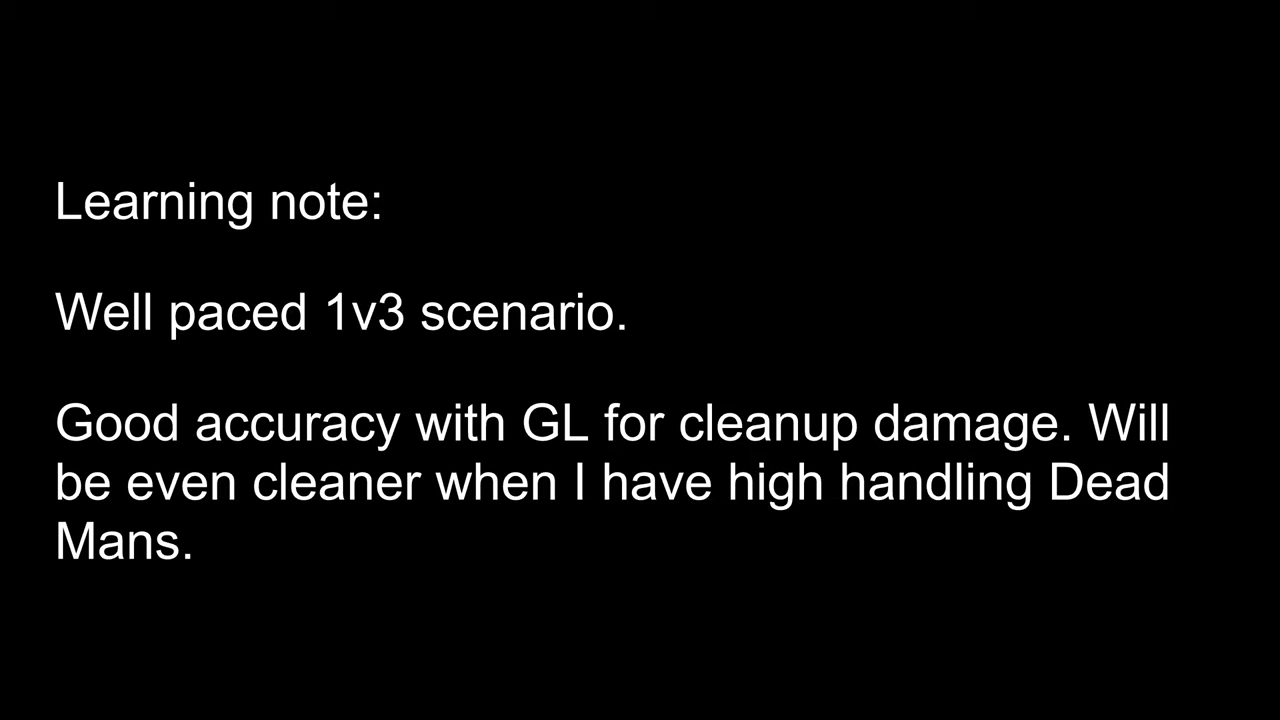 Learning note:
Well paced 1v3 scenario.
Good accuracy with GL for cleanup damage. Will
be even cleaner when I have high handling Dead
Mans.